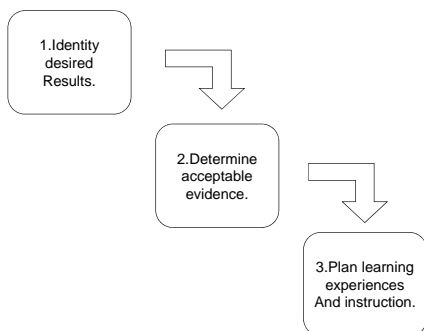 1.Identity
desired
Results.
2.Determine
acceptable
evidence.
3.Plan learning
experiences
And instruction.